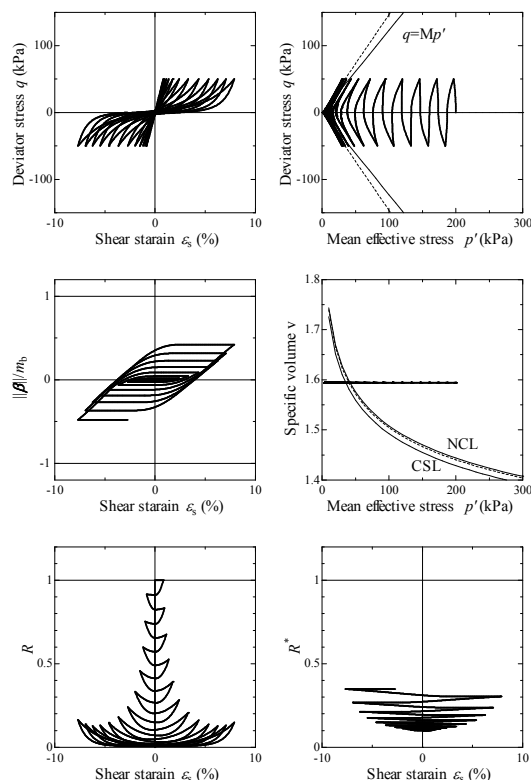 100
0
-100
Deviator stress q (kPa)
-10 0 10
Shear starain εs (%)
100
0
-100
Deviator stress q (kPa)
q=Mp′
0 100 200 300
Mean effective stress p′(kPa)
1
0
-1
||β||/mb
-10 0 10
Shear starain εs (%)
1.8
1.7
1.6
1.5
1.4
Specific volume v
NCL
CSL
0 100 200 300
Mean effective stress p′(kPa)
1
0.5
0
R
-10 0 10
Shear starain εs (%)
1
0.5
0
R*
-10 0 10
Shear starain εs (%)